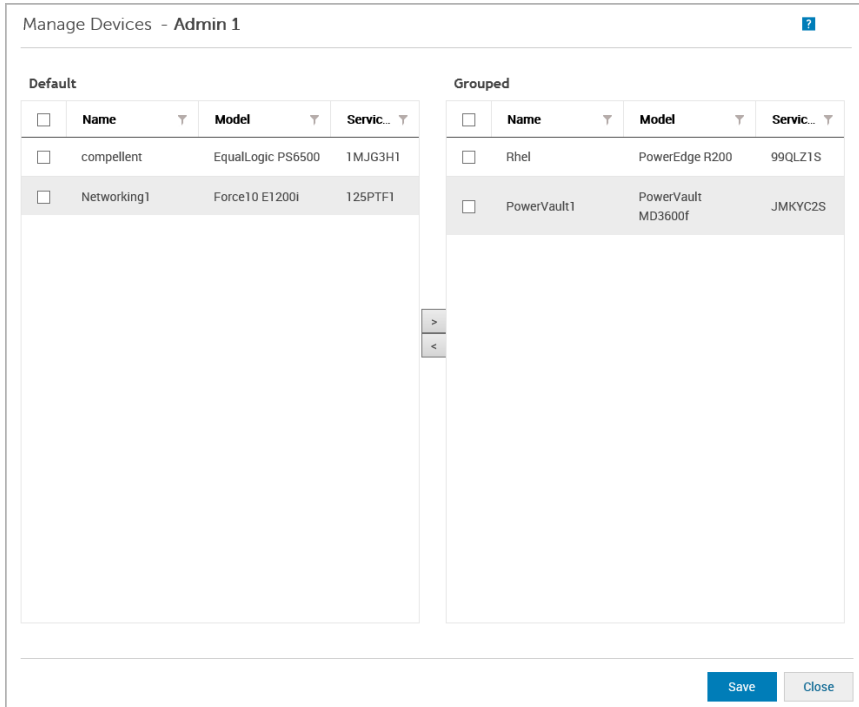 Manage Devices - Admin 1 ?
Default
Name Model Servic...
compellent EqualLogic PS6500 1MJG3H1
Networking1 Force10 E1200i 125PTF1
>
<
Grouped
Name Model Servic...
Rhel PowerEdge R200 99QLZ1S
PowerVault1 PowerVault MD3600f JMKYC2S
Save Close